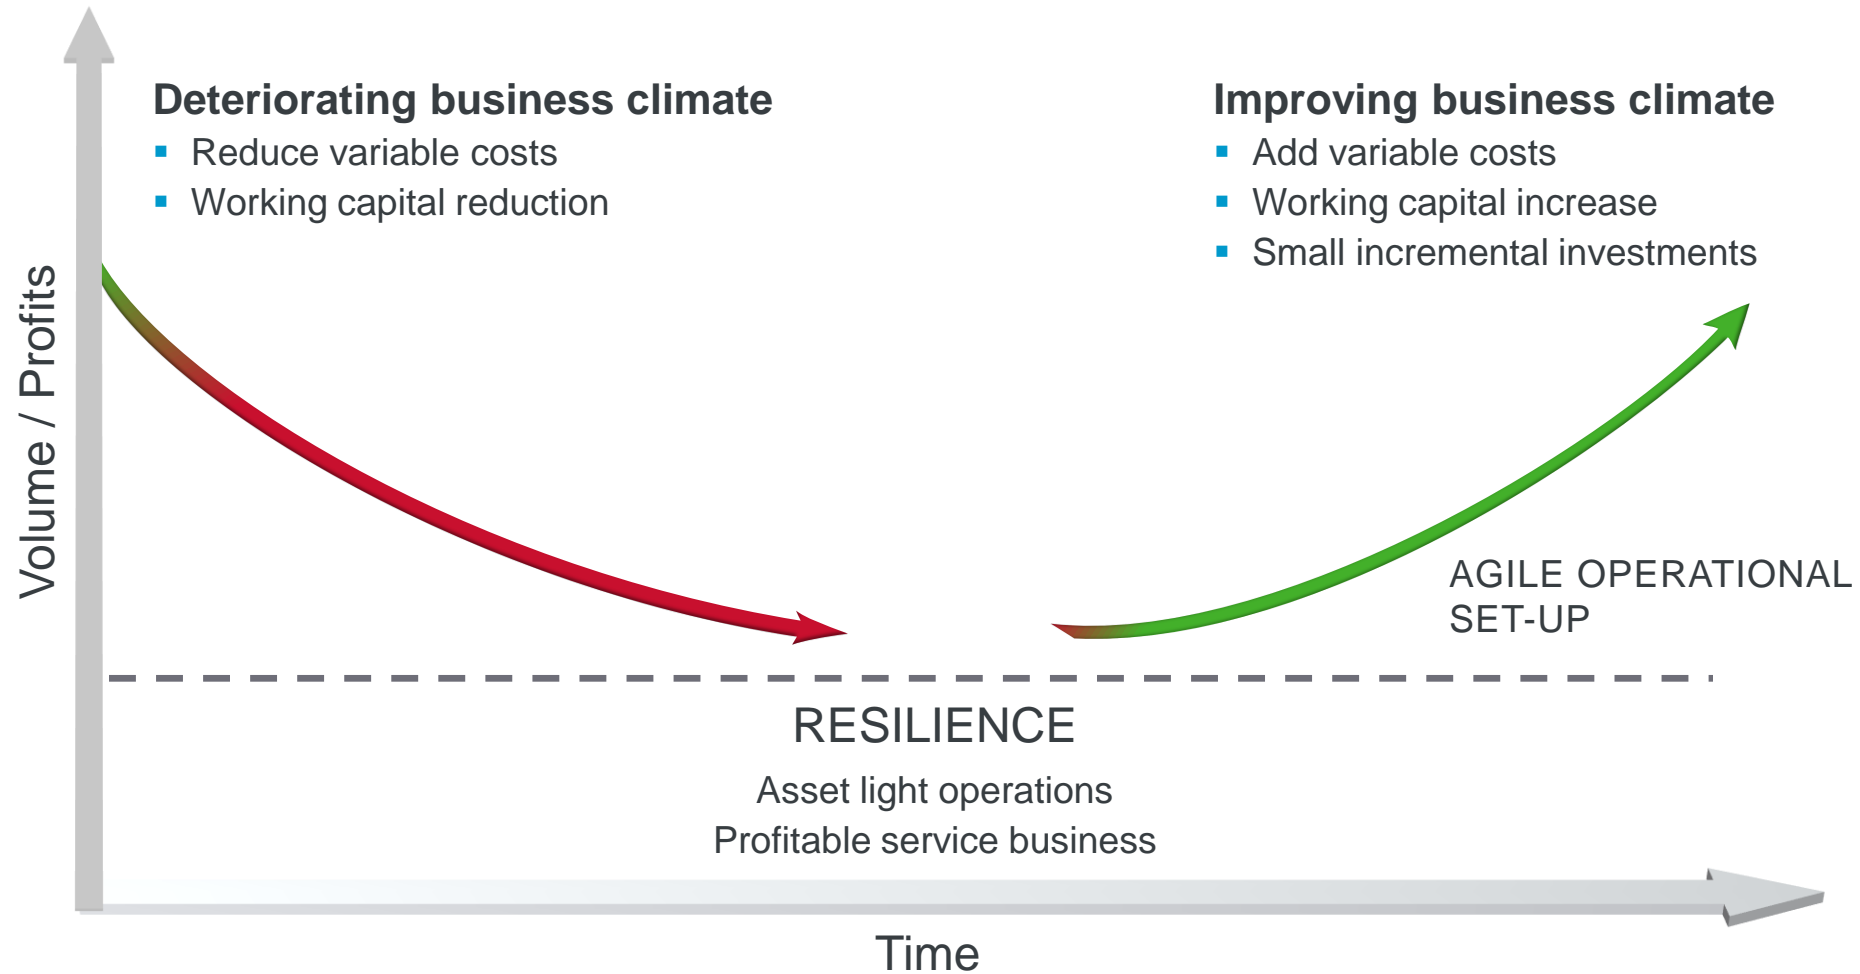 Deteriorating business climate
▪ Reduce variable costs
▪ Working capital reduction
Improving business climate
▪ Add variable costs
▪ Working capital increase
▪ Small incremental investments
Volume / Profits
AGILE OPERATIONAL
SET-UP
RESILIENCE
Asset light operations
Profitable service business
Time